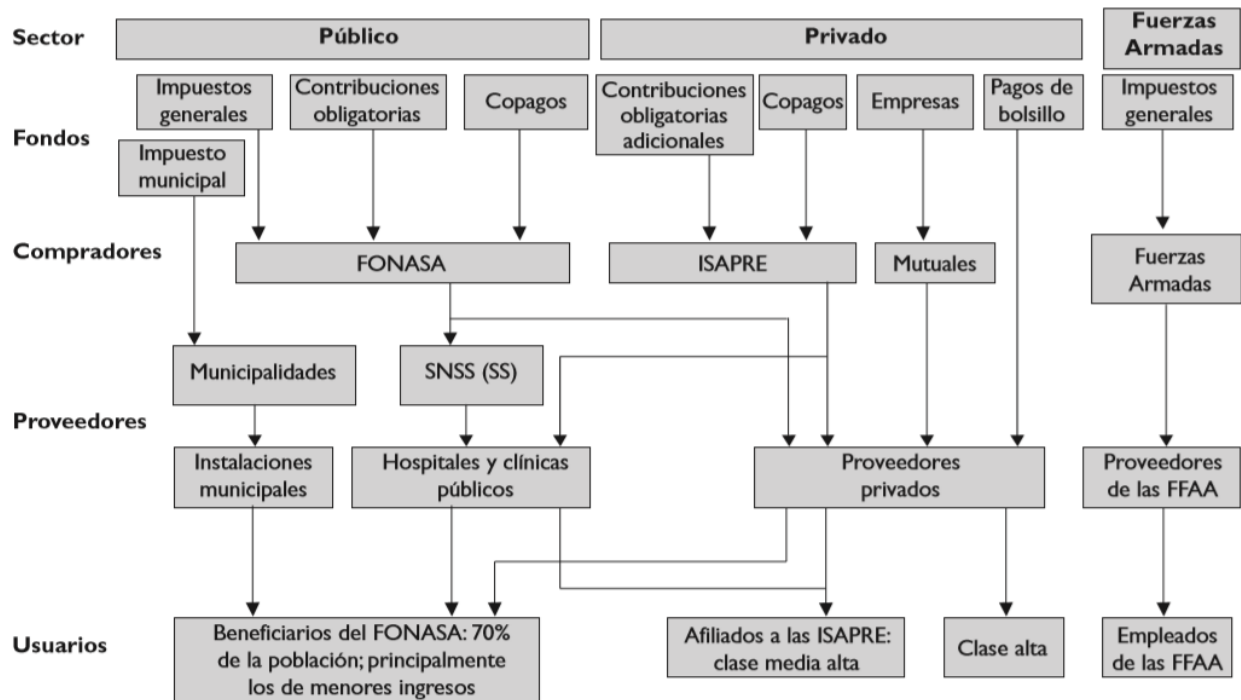 Sector
Público
Privado
Fuerzas
Armadas
Fondos
Impuestos
generales
Contribuciones
obligatorias
Copagos
Contribuciones
obligatorias
adicionales
Copagos
Empresas
Pagos de
bolsillo
Impuestos
generales
Impuesto
municipal
Compradores
FONASA
ISAPRE
Mutuales
Fuerzas
Armadas
Proveedores
Municipalidades
SNSS (SS)
Instalaciones
municipales
Hospitales y clínicas
públicos
Proveedores
privados
Proveedores
de las FFAA
Usuarios
Beneficiarios del FONASA: 70%
de la población; principalmente
los de menores ingresos
Afiliados a las ISAPRE:
clase media alta
Clase alta
Empleados
de las FFAA